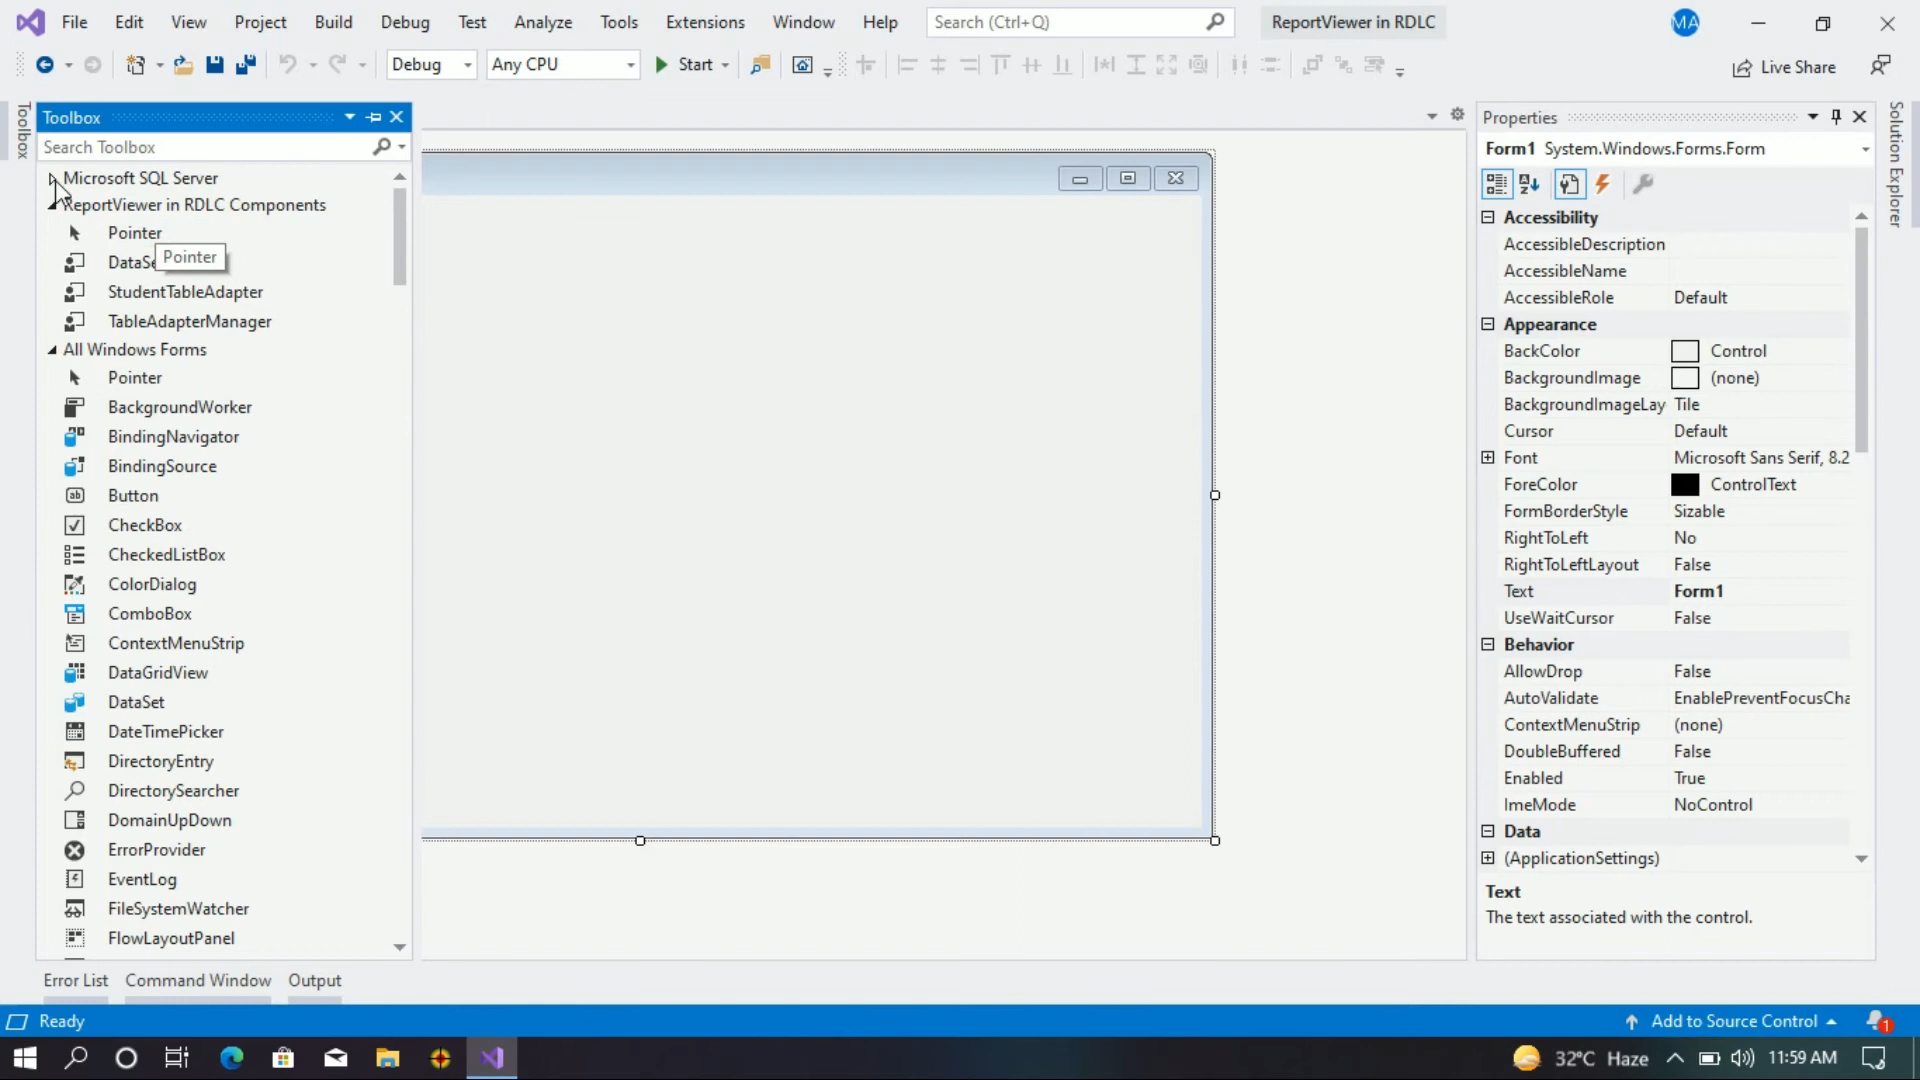 File Edit View Project Build Debug Test Analyze Tools Extensions Window Help Search (Ctrl+Q) ReportViewer in RDLC MA
Debug Any CPU Start Live Share
Toolbox
Toolbox
Search Toolbox
Microsoft SQL Server
ReportViewer in RDLC Components
Pointer
Pointer
StudentTableAdapter
TableAdapterManager
All Windows Forms
Pointer
BackgroundWorker
BindingNavigator
BindingSource
Button
CheckBox
CheckedListBox
ColorDialog
ComboBox
ContextMenuStrip
DataGridView
DataSet
DateTimePicker
DirectoryEntry
DirectorySearcher
DomainUpDown
ErrorProvider
EventLog
FileSystemWatcher
FlowLayoutPanel
Properties
Form1 System.Windows.Forms.Form
Accessibility
AccessibleDescription
AccessibleName
AccessibleRole Default
Appearance
BackColor Control
BackgroundImage (none)
BackgroundImageLay Tile
Cursor Default
Font Microsoft Sans Serif, 8.2
ForeColor ControlText
FormBorderStyle Sizable
RightToLeft No
RightToLeftLayout False
Text Form1
UseWaitCursor False
Behavior
AllowDrop False
AutoValidate EnablePreventFocusCha
ContextMenuStrip (none)
DoubleBuffered False
Enabled True
ImeMode NoControl
Data
(ApplicationSettings)
Text
The text associated with the control.
Solution Explorer
Error List Command Window Output
Ready Add to Source Control 1
32°C Haze 11:59 AM